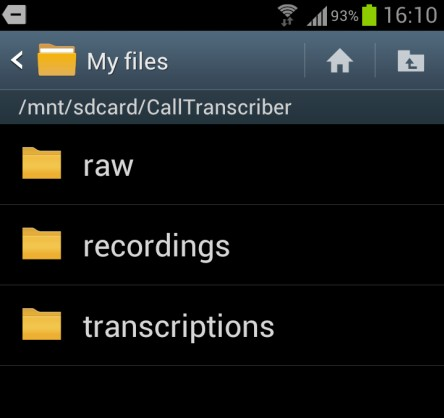 93% 16:10
My files
/mnt/sdcard/CallTranscriber
raw
recordings
transcriptions